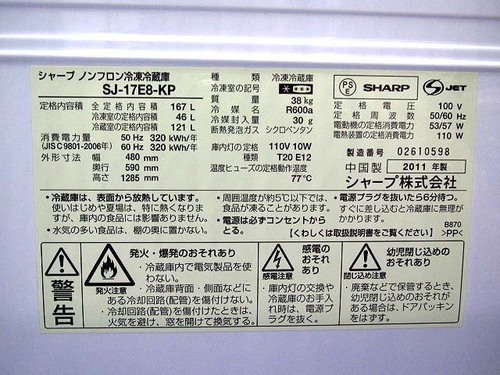 シャープ ノンフロン冷凍冷蔵庫
SJ-17E8-KP
定格内容積 全定格内容積 167 L
冷凍室の定格内容積 46 L
冷蔵室の定格内容積 121 L
消費電力量 50 Hz 320 kWh/年
(JISC9801-2006年) 60 Hz 320 kWh/年
外形寸法 幅 480 mm
奥行 590 mm
高さ 1285 mm
種類 冷凍冷蔵庫
冷凍室の記号
質量 38kg
冷媒 R600a
冷媒封入量 30 g
断熱発泡ガス シクロペンタン
庫内灯の定格 110V 10W
T20 E12
温度ヒューズの定格動作温度
77℃
PS
E
SHARP
S JET
定格電圧 100 V
定格周波数 50/60 Hz
電動機の定格消費電力 53/57 W
電熱装置の定格消費電力 110 W
製造番号 02610598
中国製 2011年製
シャープ株式会社
・冷蔵庫は、表面から放熱しています。
使いはじめや夏場は、特に熱くなりま
すが、庫内の食品には影響ありません。
・水気の多い食品は、棚の奥に置かない。
・周囲温度が約5℃以下では、
食品が凍ることがあります。
・電源は必ずコンセントから
とる。
・電源プラグを抜いたら6分待つ。
すぐに差し込むと冷蔵庫に無理が
かかります。
【くわしくは取扱説明書をご覧ください】
B870
>PP<
警告
発火注意
発火・爆発のおそれあり
・冷蔵庫内で電気製品を使わ
ない。
・冷蔵庫背面・側面などに
ある冷却回路(配管)を傷付けない。
・冷却回路(配管)を傷付けたときは、
火気を避け、窓を開けて換気する。
感電注意
感電の
おそれ
あり
・庫内灯の交換や
冷蔵庫のお手入
れ時は、電源プ
ラグを抜く。
閉じ込め注意
幼児閉じ込めの
おそれあり
・廃棄などで保管するとき、
幼児閉じ込めのおそれが
ある場合は、ドアパッキン
をはずす。